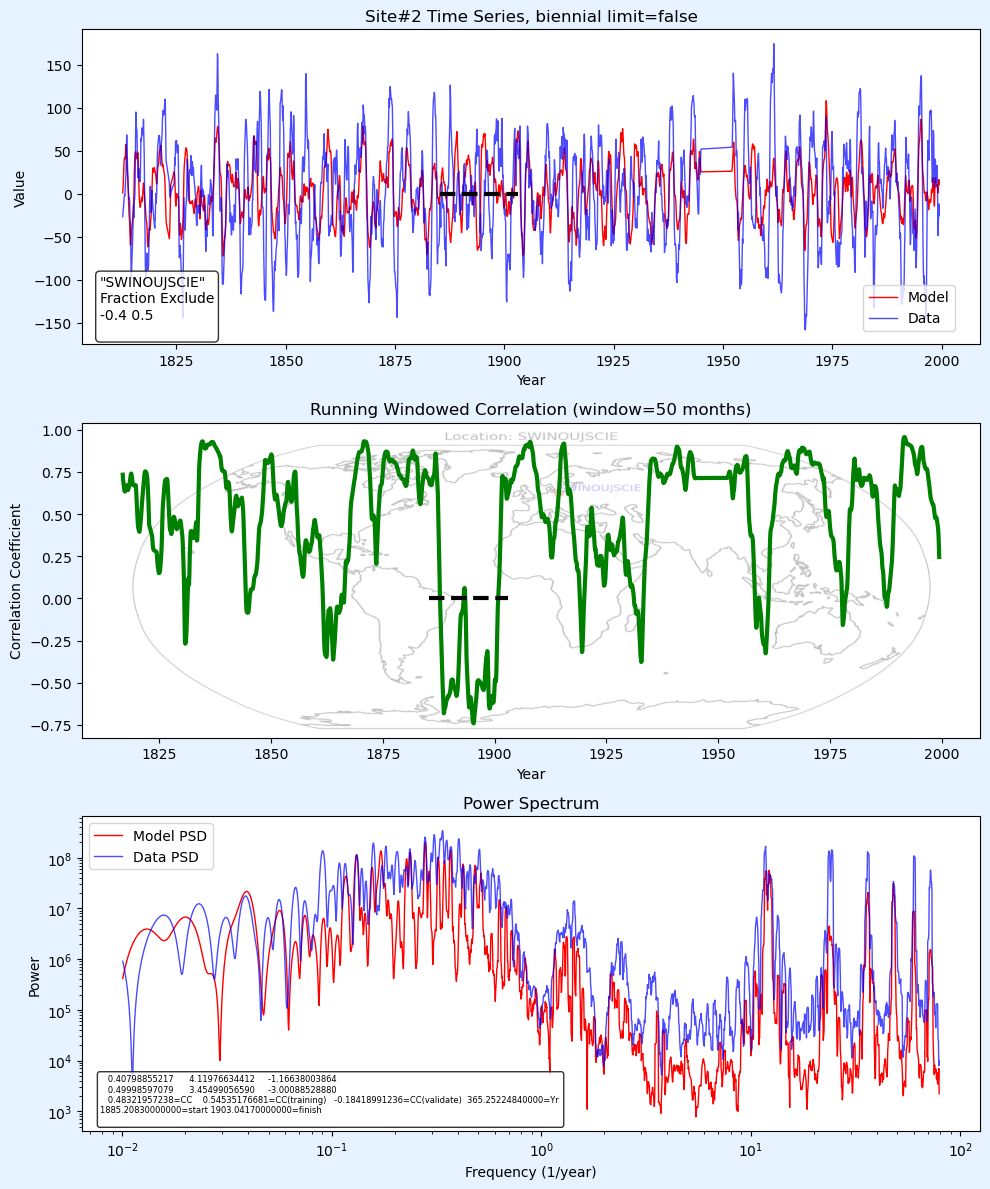 Site#2 Time Series, biennial limit=false
150
100
50
0
−50
−100
−150
Value
"SWINOUJSCIE"
Fraction Exclude
-0.4 0.5
Model
Data
1825
1850
1875
1900
1925
1950
1975
2000
Year
Running Windowed Correlation (window=50 months)
Location: SWINOUJSCIE
1.00
0.75
0.50
0.25
0.00
−0.25
−0.50
−0.75
Correlation Coefficient
1825
1850
1875
1900
1925
1950
1975
2000
Year
Power Spectrum
Model PSD
Data PSD
10⁸
10⁷
10⁶
10⁵
10⁴
10³
Power
0.40798855217 4.11976634412 -1.16638003864
0.49998597079 3.45499056590 -3.00088528880
0.48321957238=CC 0.54535176681=CC(training) -0.18418991236=CC(validate) 365.25224840000=Yr
1885.20830000000=start 1903.04170000000=finish
10⁻²
10⁻¹
10⁰
10¹
10²
Frequency (1/year)